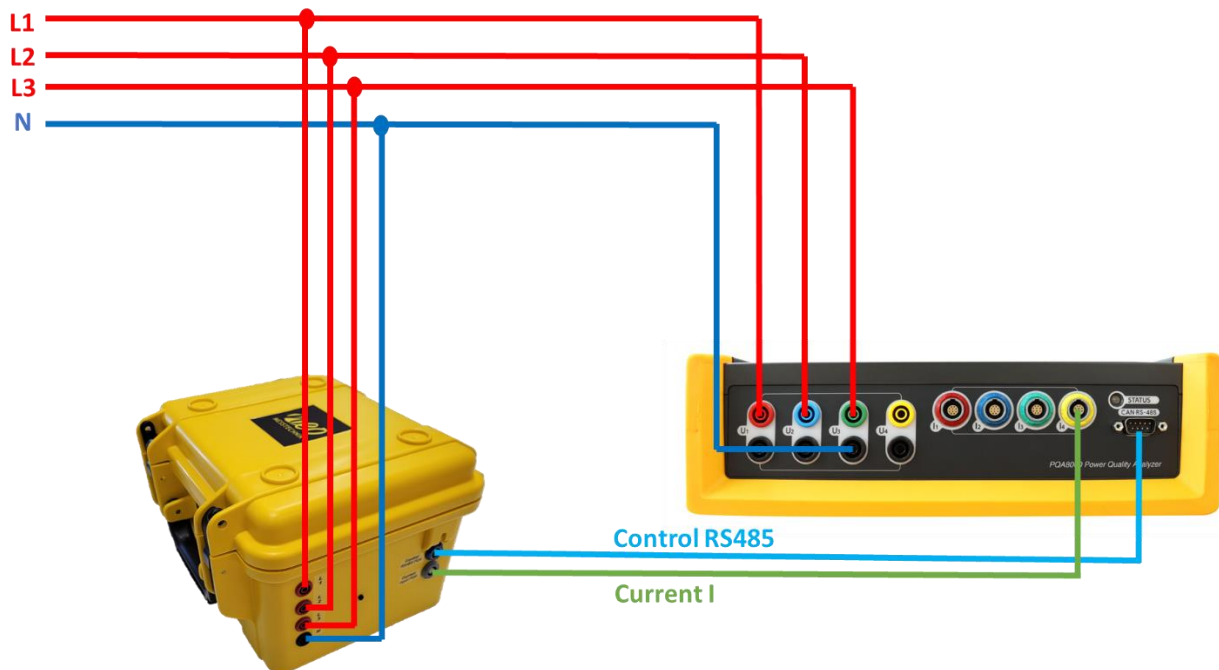 L1
L2
L3
N
U1
U2
U3
U4
I1
I2
I3
I4
STATUS
CAN RS-485
PQA8000 Power Quality Analyzer
Control RS485
Current I